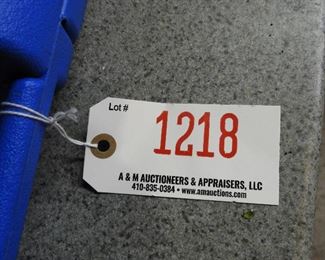 Lot #
1218
A & M AUCTIONEERS & APPRAISERS, LLC
410-835-0384 • www.amauctions.com